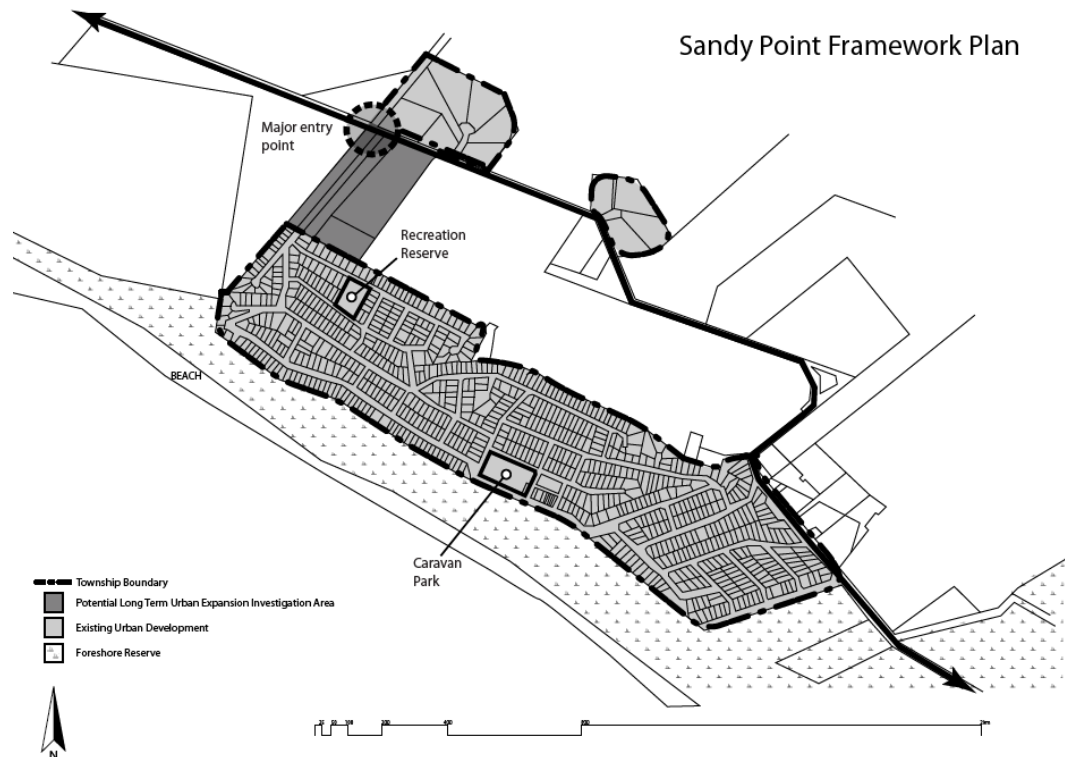 Sandy Point Framework Plan
Major entry
point
Recreation
Reserve
BEACH
Caravan
Park
Township Boundary
Potential Long Term Urban Expansion Investigation Area
Existing Urban Development
Foreshore Reserve
N